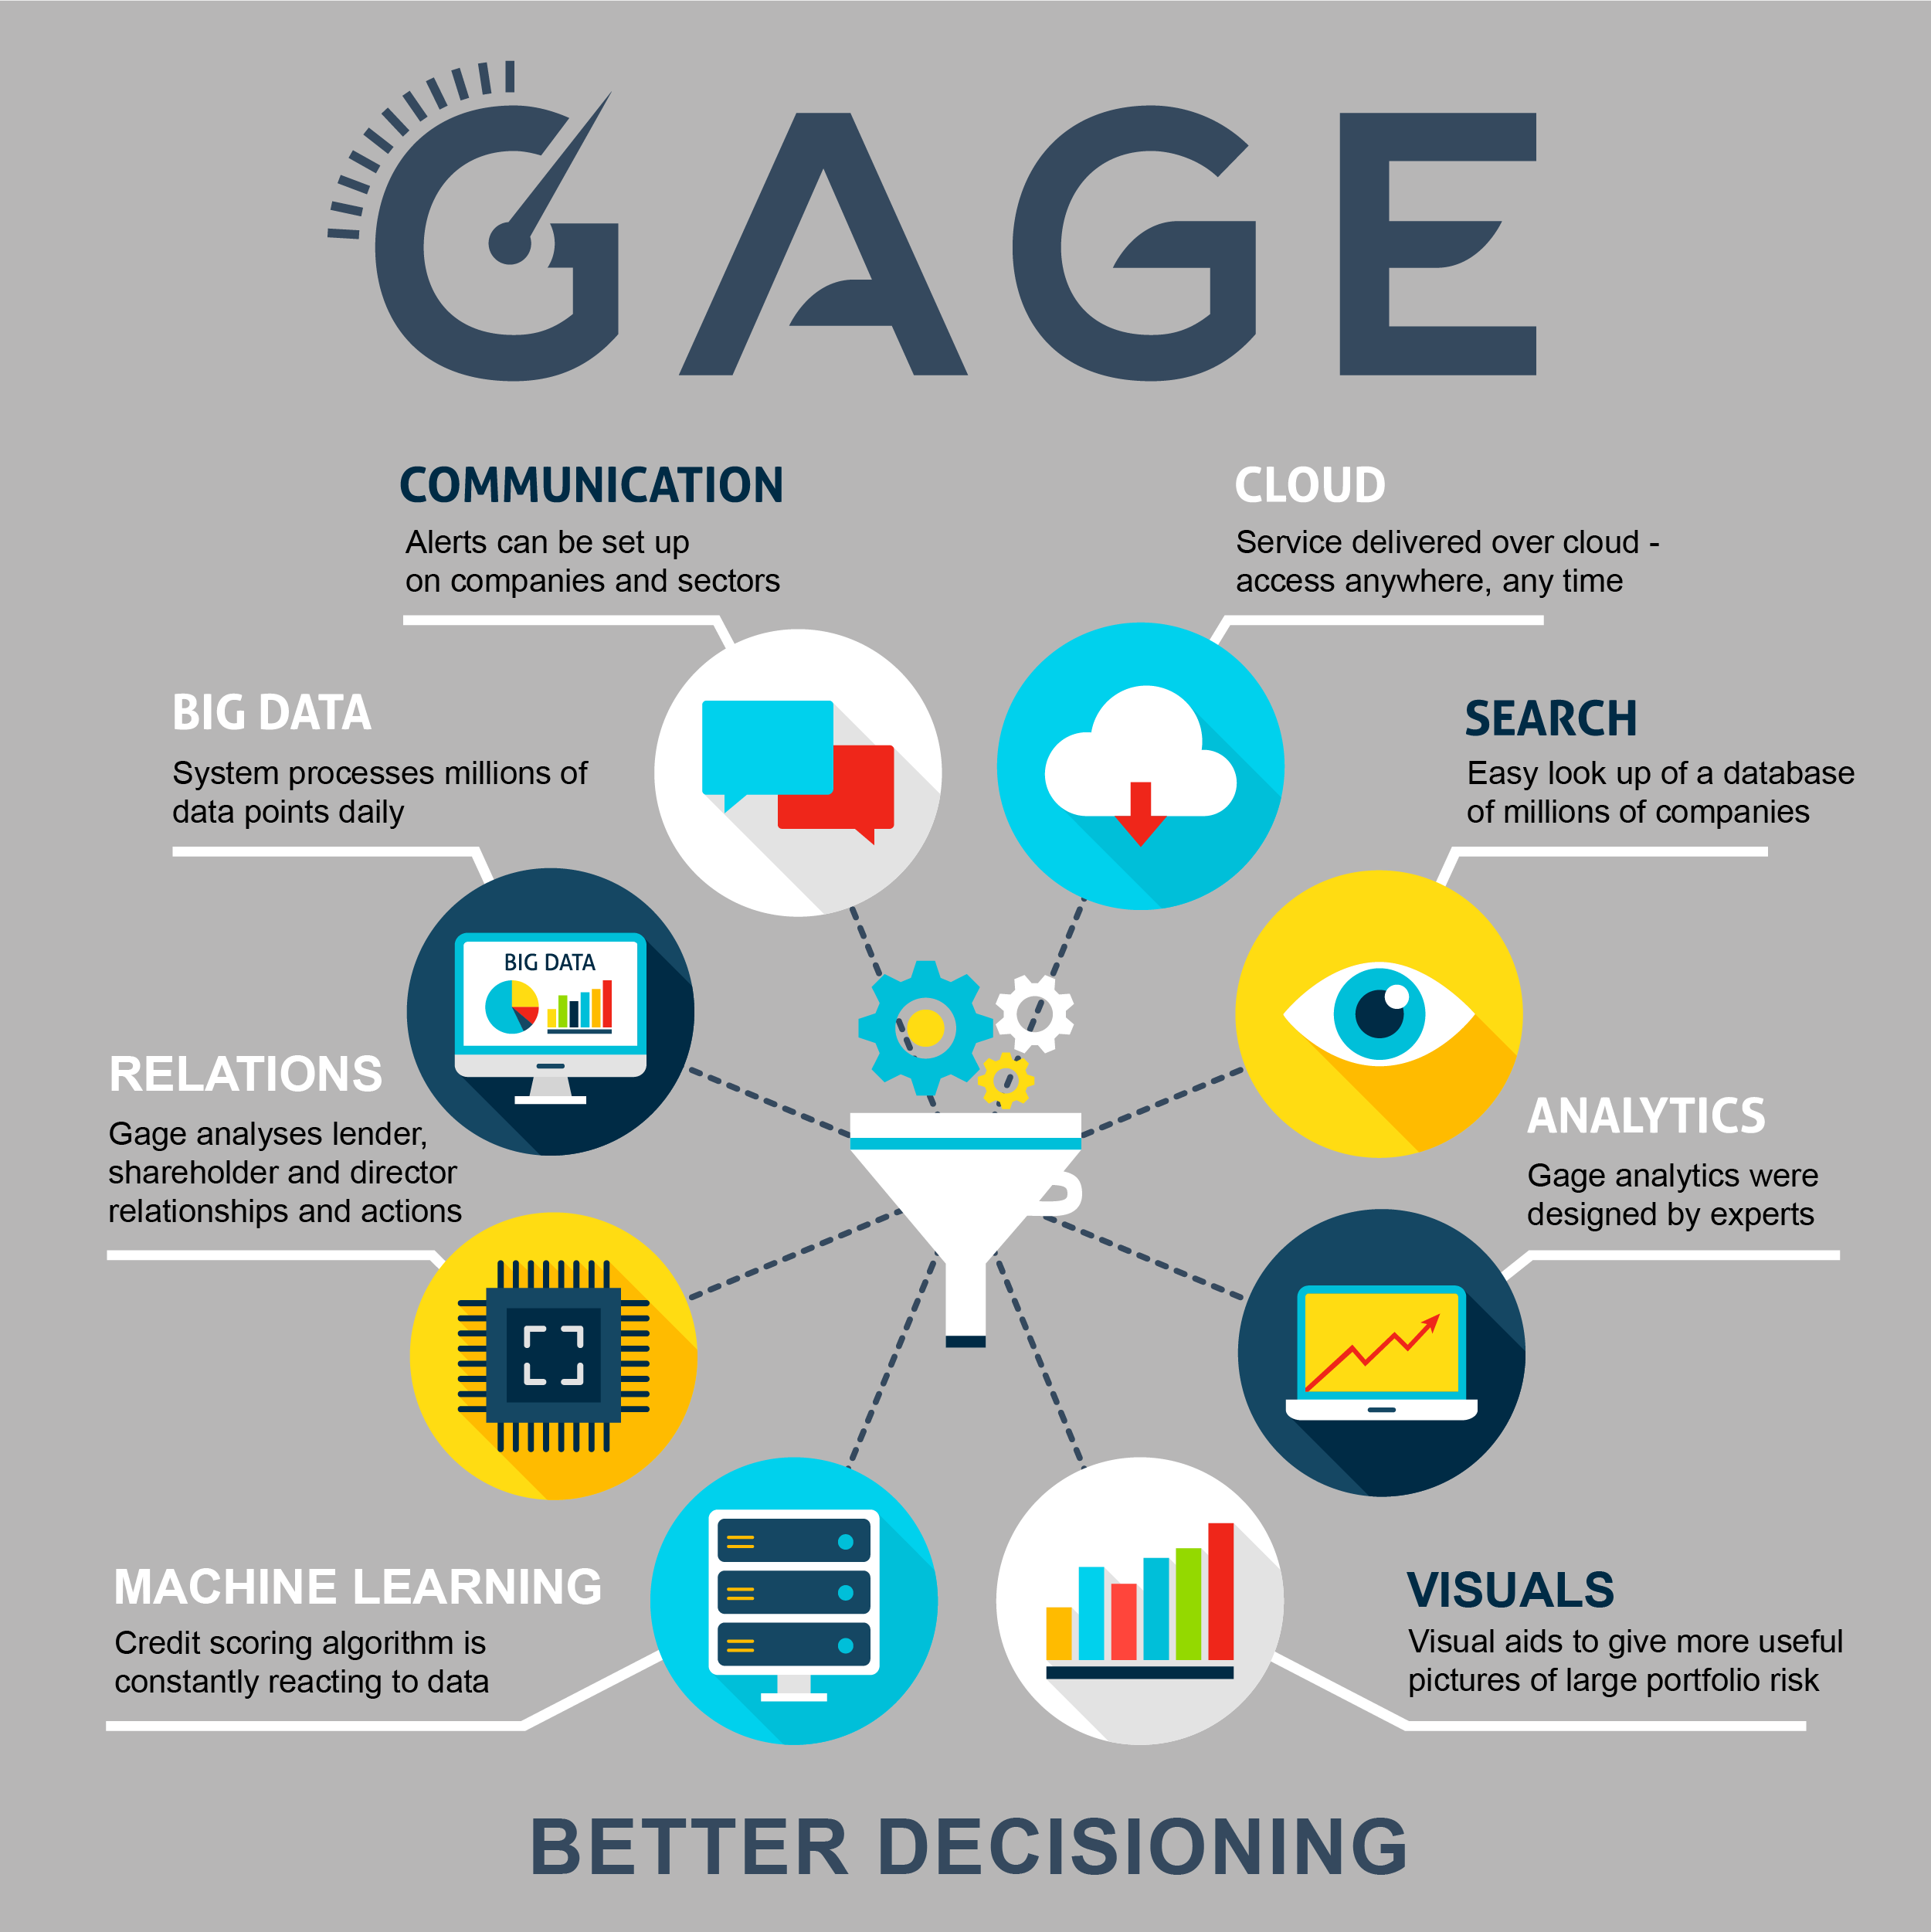 GAGE
COMMUNICATION
Alerts can be set up
on companies and sectors
CLOUD
Service delivered over cloud -
access anywhere, any time
BIG DATA
System processes millions of
data points daily
SEARCH
Easy look up of a database
of millions of companies
BIG DATA
RELATIONS
Gage analyses lender,
shareholder and director
relationships and actions
ANALYTICS
Gage analytics were
designed by experts
MACHINE LEARNING
Credit scoring algorithm is
constantly reacting to data
VISUALS
Visual aids to give more useful
pictures of large portfolio risk
BETTER DECISIONING